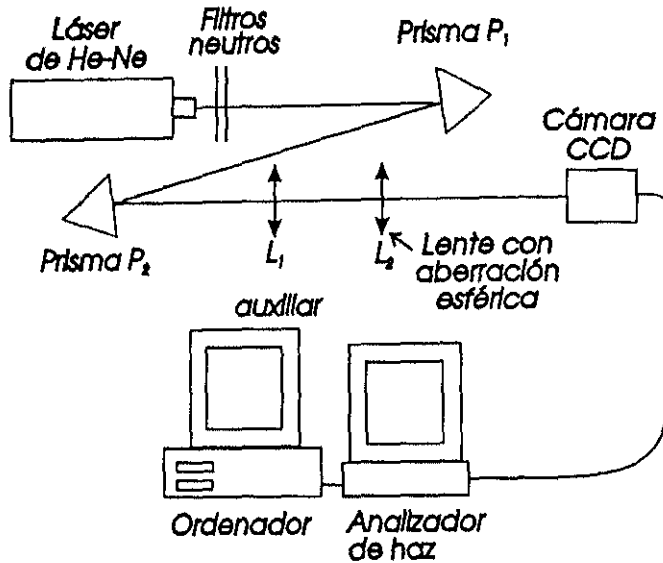 Láser
de He-Ne
Filtros
neutros
Prisma P₁
Cámara
CCD
Prisma P₂
L₁
L₂
Lente con
aberración
esférica
auxiliar
Ordenador
Analizador
de haz